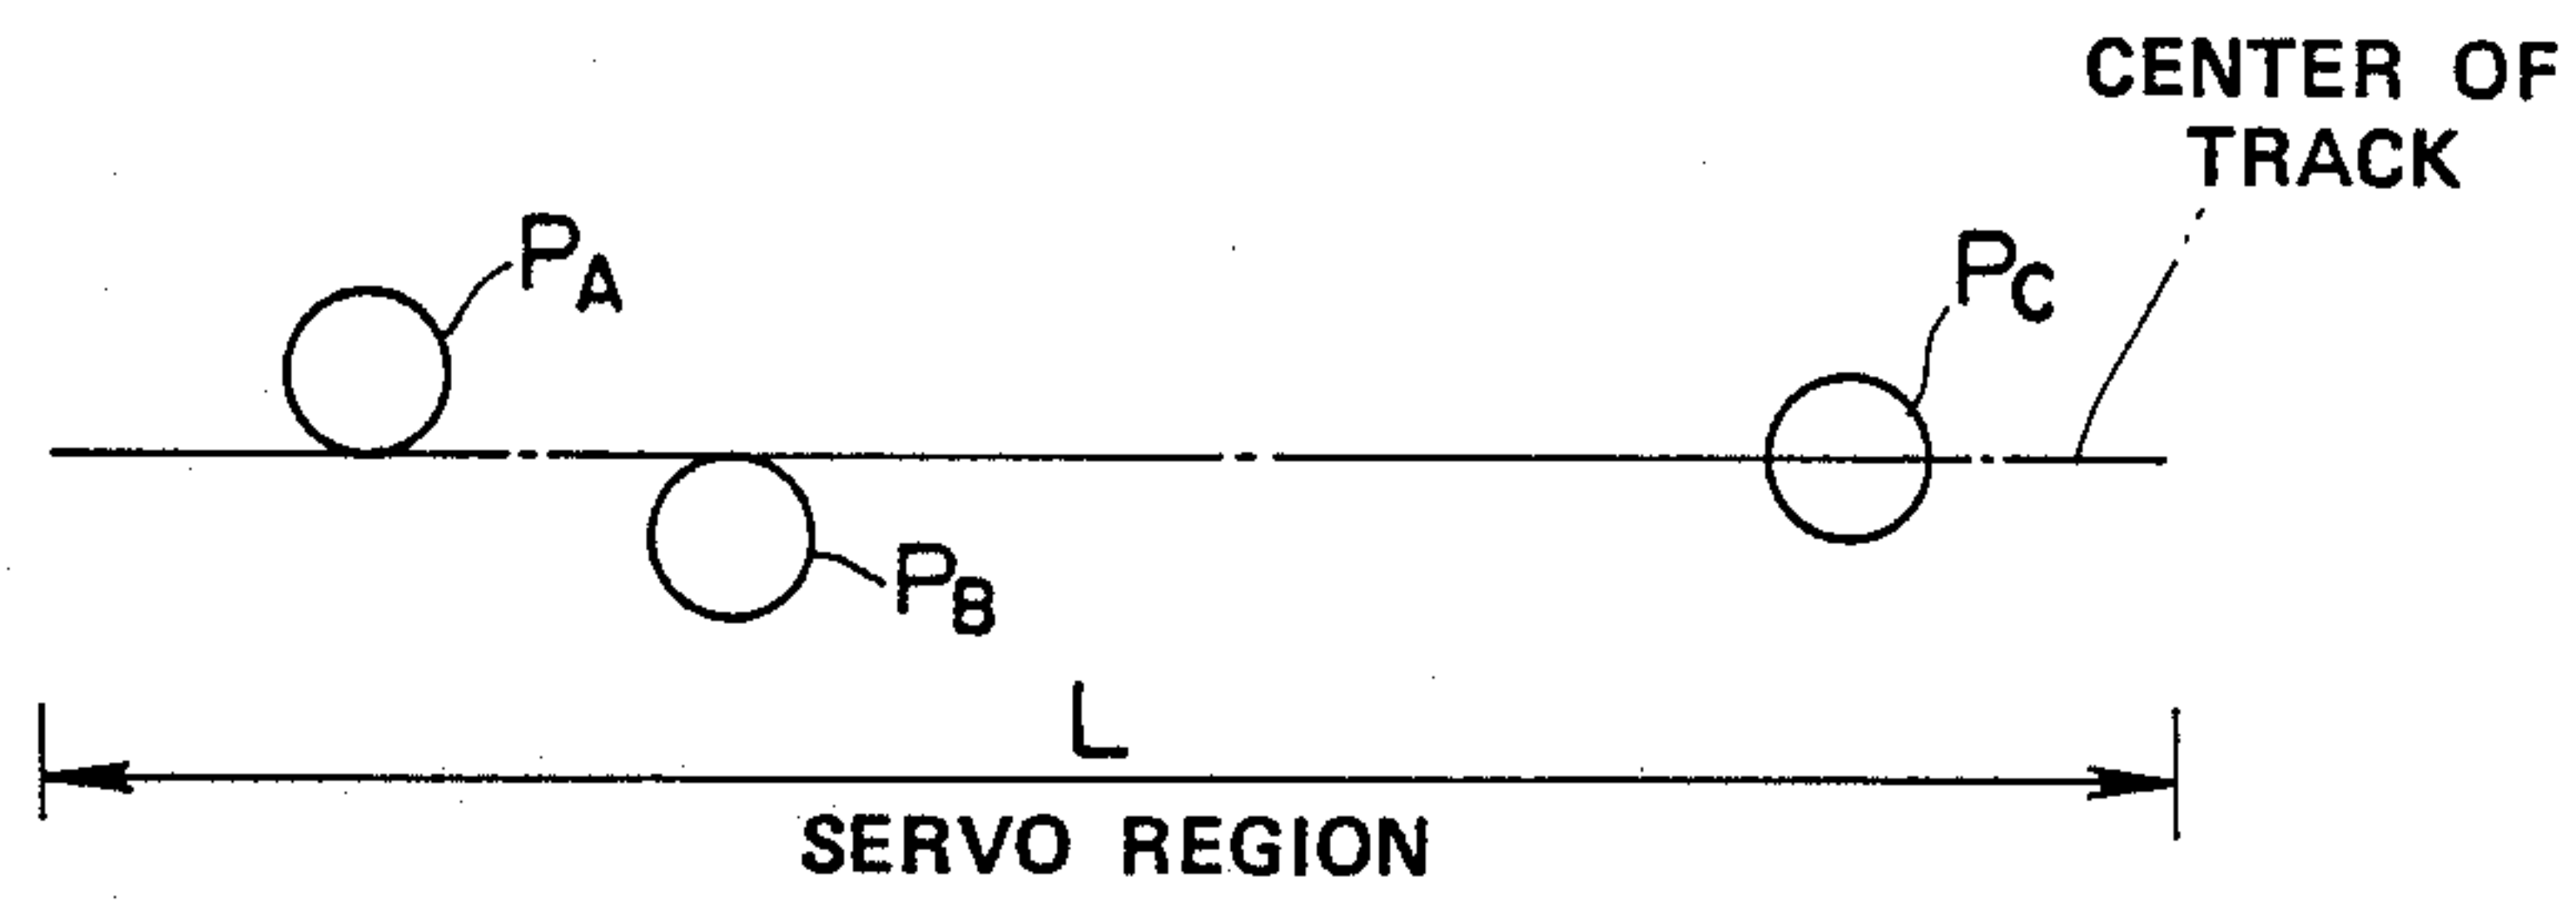 CENTER OF
TRACK
PA
PC
PB
L
SERVO REGION